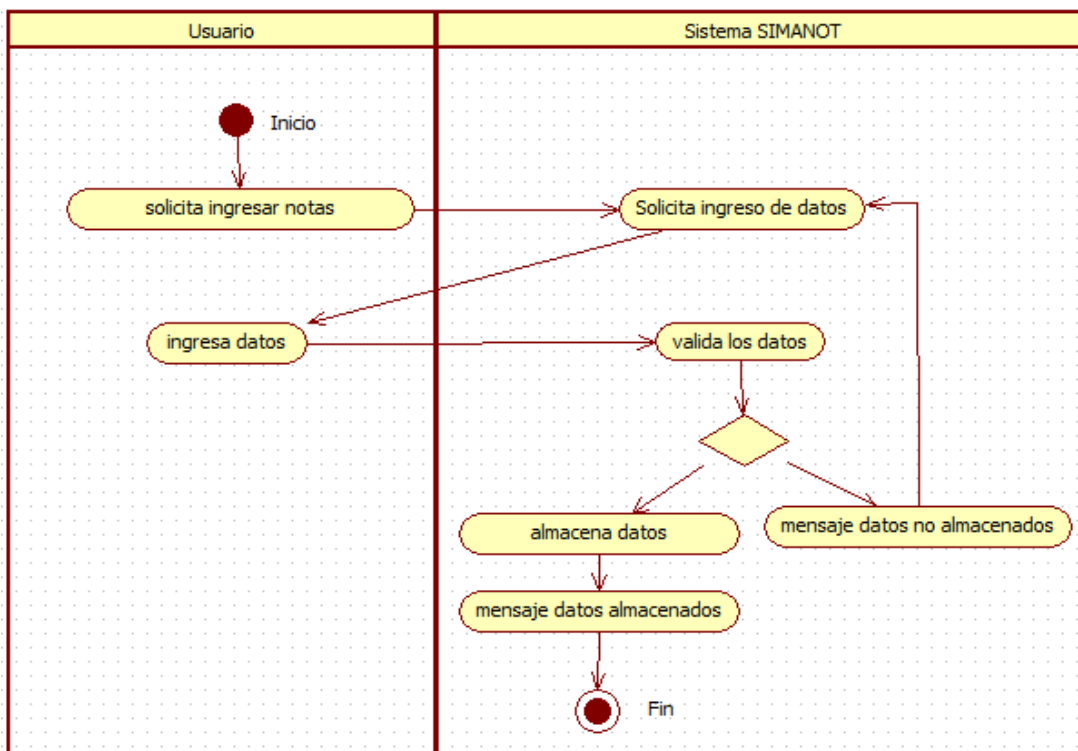 Usuario
Sistema SIMANOT
Inicio
solicita ingresar notas
Solicita ingreso de datos
ingresa datos
valida los datos
almacena datos
mensaje datos no almacenados
mensaje datos almacenados
Fin